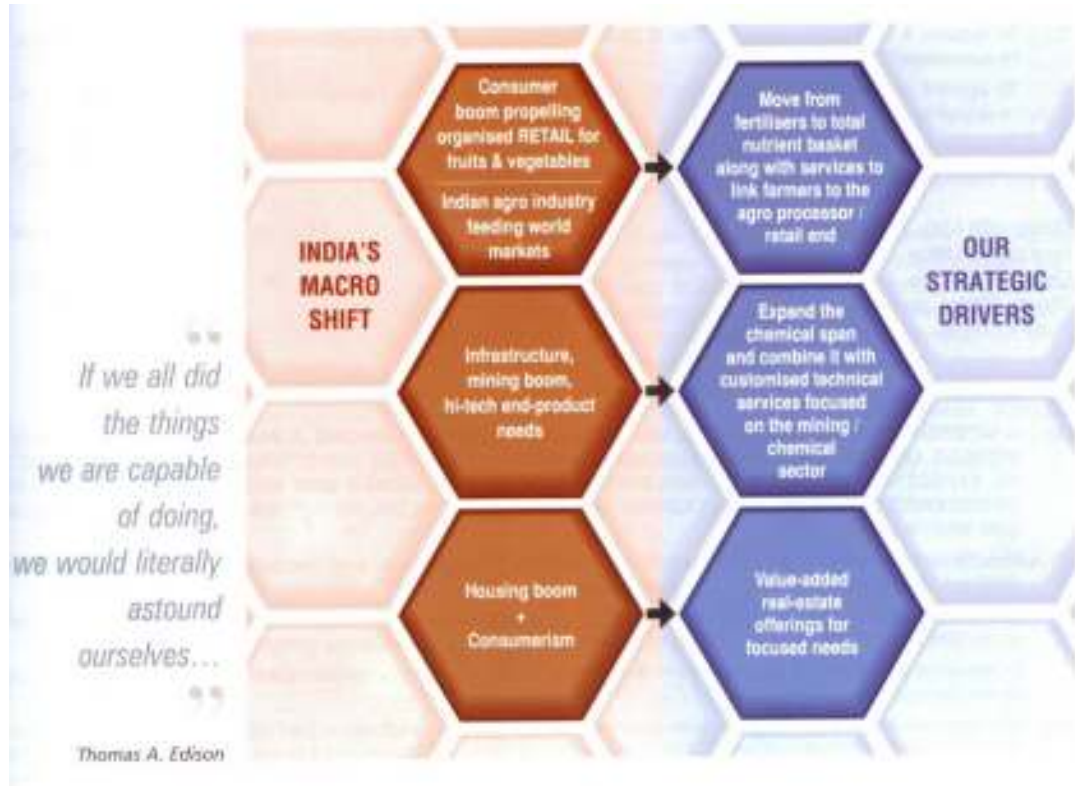 INDIA'S
MACRO
SHIFT
Consumer
boom propelling
organised RETAIL for
fruits & vegetables
Indian agro industry
feeding world
markets
Move from
fertilisers to total
nutrient basket
along with services to
link farmers to the
agro processor /
retail end
OUR
STRATEGIC
DRIVERS
Infrastructure,
mining boom,
hi-tech end-product
needs
Expand the
chemical span
and combine it with
customised technical
services focused
on the mining /
chemical
sector
Housing boom
+
Consumerism
Value-added
real-estate
offerings for
focused needs
"
If we all did
the things
we are capable
of doing,
we would literally
astound
ourselves...
"
Thomas A. Edison